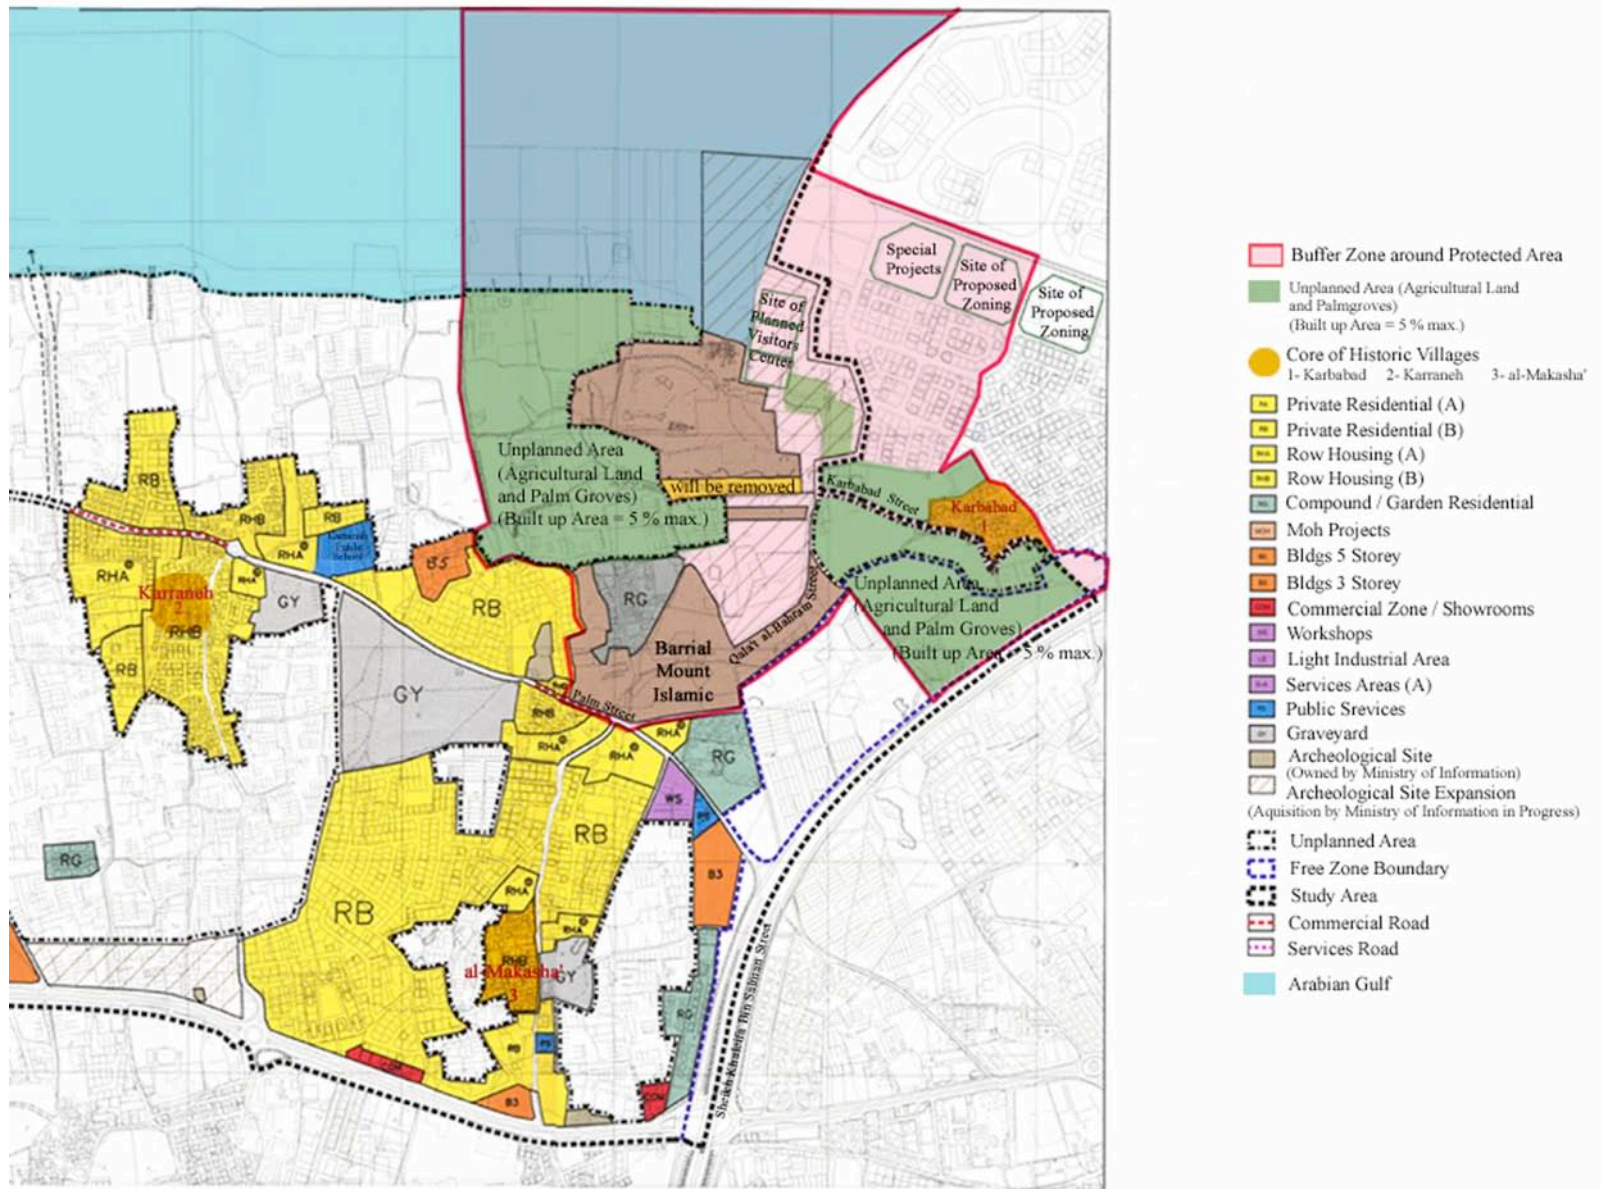 Special
Projects
Site of
Proposed
Zoning
Site of
Proposed
Zoning
Site of
Planned
Visitors
Center
Unplanned Area
(Agricultural Land
and Palm Groves)
(Built up Area = 5 % max.)
will be removed
Karbabad Street
Karbabad
1
Unplanned Area
(Agricultural Land
and Palm Groves)
(Built up Area = 5 % max.)
RB
RHB
RB
RHA
RHA
RHA
Karraneh
2
RHB
RB
GY
B5
RB
RG
Barrial
Mount
Islamic
Qala't al-Bahrain Street
GY
Palm Street
RHB
RHA
RHA
RHA
RG
WS
PS
RB
B3
RG
RB
RHA
RHA
RHB
al-Makasha'
3
GY
RG
RB
PS
COM
B3
COM
Sheikh Khalifa Bin Salman Street
Buffer Zone around Protected Area
Unplanned Area (Agricultural Land
and Palmgroves)
(Built up Area = 5 % max.)
Core of Historic Villages
1- Karbabad 2- Karraneh 3- al-Makasha'
Private Residential (A)
Private Residential (B)
Row Housing (A)
Row Housing (B)
Compound / Garden Residential
Moh Projects
Bldgs 5 Storey
Bldgs 3 Storey
Commercial Zone / Showrooms
Workshops
Light Industrial Area
Services Areas (A)
Public Srevices
Graveyard
Archeological Site
(Owned by Ministry of Information)
Archeological Site Expansion
(Aquisition by Ministry of Information in Progress)
Unplanned Area
Free Zone Boundary
Study Area
Commercial Road
Services Road
Arabian Gulf